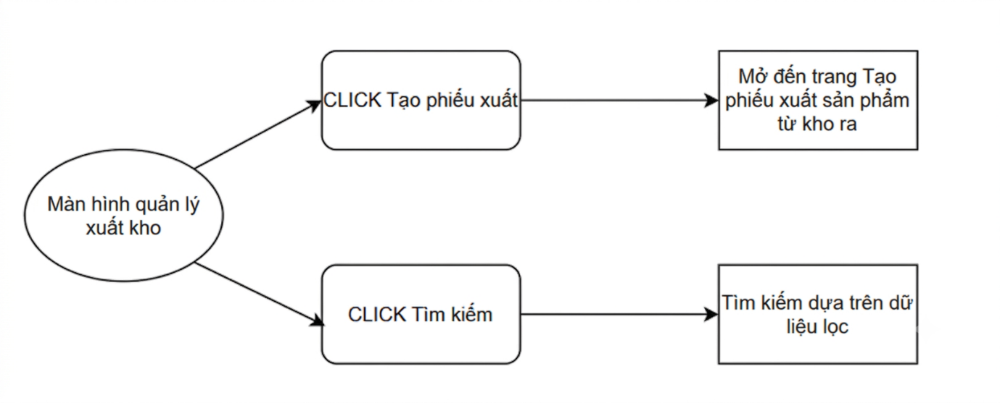 CLICK Tạo phiếu xuất
Mở đến trang Tạo
phiếu xuất sản phẩm
từ kho ra
Màn hình quản lý
xuất kho
CLICK Tìm kiếm
Tìm kiếm dựa trên dữ
liệu lọc